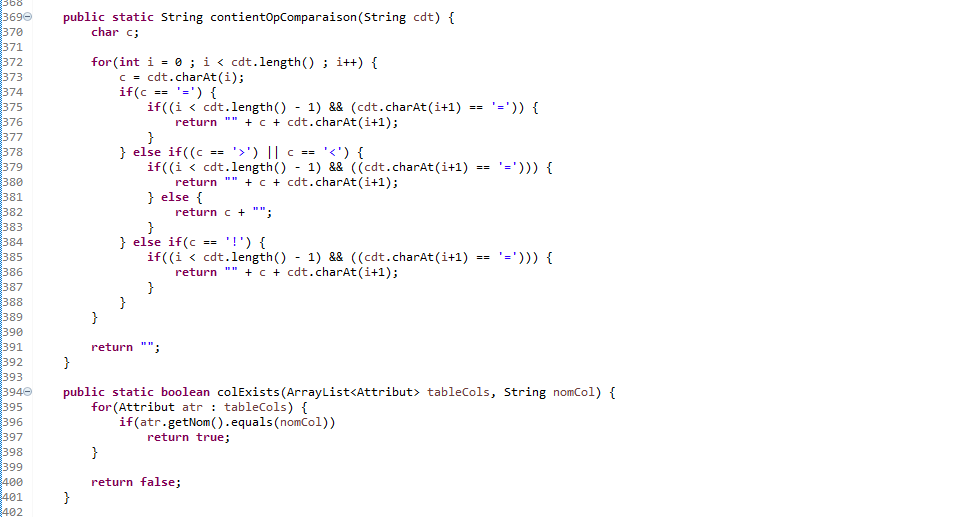 368
369 public static String contientOpComparaison(String cdt) {
370 char c;
371
372 for(int i = 0 ; i < cdt.length() ; i++) {
373 c = cdt.charAt(i);
374 if(c == '=') {
375 if((i < cdt.length() - 1) && (cdt.charAt(i+1) == '=')) {
376 return "" + c + cdt.charAt(i+1);
377 }
378 } else if((c == '>') || c == '<') {
379 if((i < cdt.length() - 1) && ((cdt.charAt(i+1) == '='))) {
380 return "" + c + cdt.charAt(i+1);
381 } else {
382 return c + "";
383 }
384 } else if(c == '!') {
385 if((i < cdt.length() - 1) && ((cdt.charAt(i+1) == '='))) {
386 return "" + c + cdt.charAt(i+1);
387 }
388 }
389 }
390
391 return "";
392 }
393
394 public static boolean colExists(ArrayList<Attribut> tableCols, String nomCol) {
395 for(Attribut atr : tableCols) {
396 if(atr.getNom().equals(nomCol))
397 return true;
398 }
399
400 return false;
401 }
402